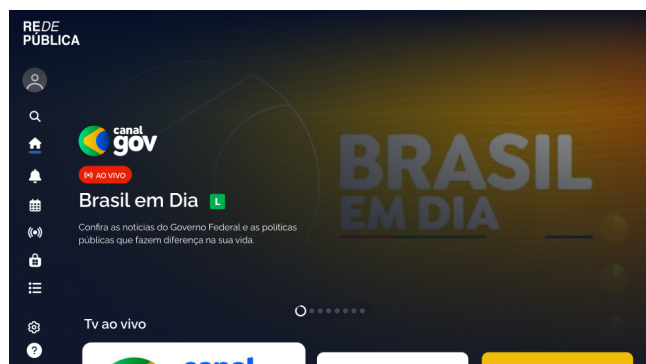 REDE
PÚBLICA
canal
gov
AO VIVO
Brasil em Dia L
Confira as notícias do Governo Federal e as políticas
públicas que fazem diferença na sua vida.
BRASIL
EM DIA
Tv ao vivo
canal
?